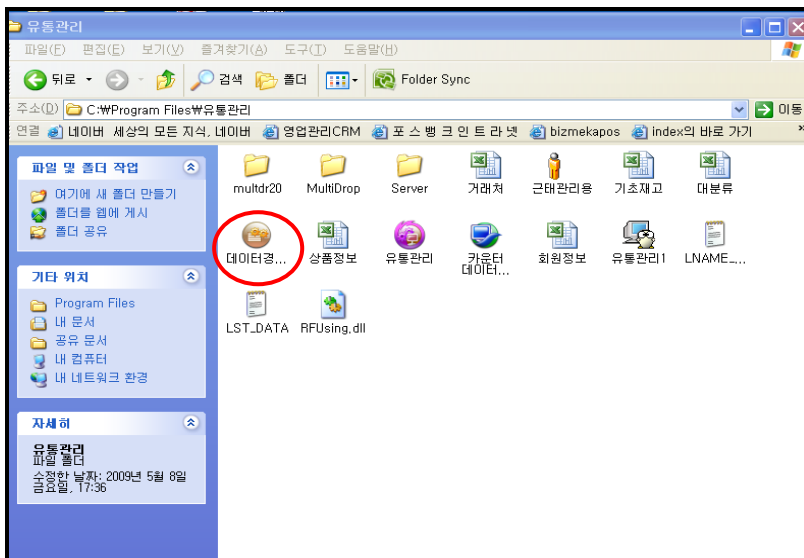 유통관리
파일(F) 편집(E) 보기(V) 즐겨찾기(A) 도구(T) 도움말(H)
뒤로 검색 폴더 Folder Sync
주소(D) C:₩Program Files₩유통관리 이동
연결 네이버 세상의 모든 지식, 네이버 영업관리CRM 포 스 뱅 크 인 트 라 넷 bizmekapos index의 바로 가기 »
파일 및 폴더 작업
여기에 새 폴더 만들기
폴더를 웹에 게시
폴더 공유
기타 위치
Program Files
내 문서
공유 문서
내 컴퓨터
내 네트워크 환경
자세히
유통관리
파일 폴더
수정한 날짜: 2009년 5월 8일
금요일, 17:36
multdr20 MultiDrop Server 거래처 근태관리용 기초재고 대분류
데이터경... 상품정보 유통관리 카운터
데이터... 회원정보 유통관리1 LNAME_...
LST_DATA RFUsing.dll